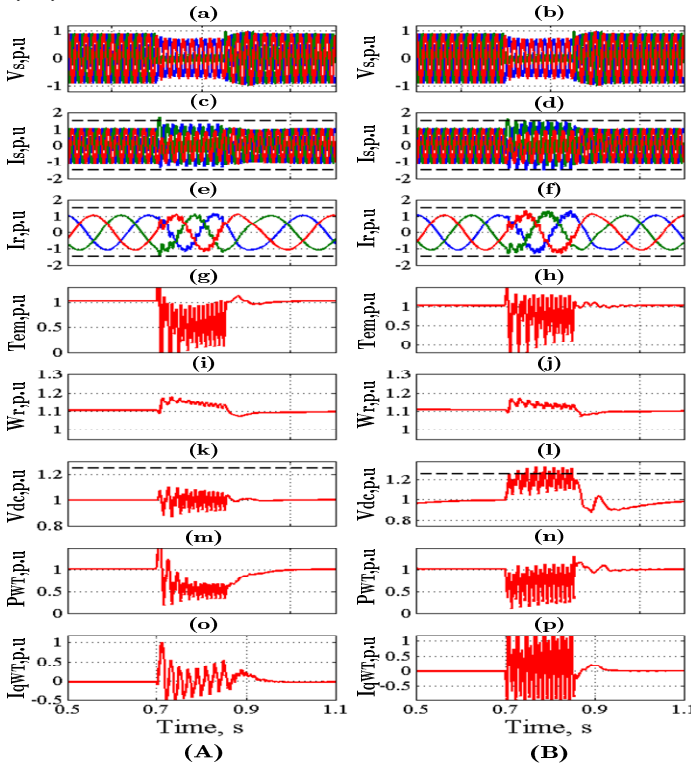 (a) (b)
Vs,p.u
1
0
-1
Vs,p.u
1
0
-1
(c) (d)
Is,p.u
2
1
0
-1
-2
Is,p.u
2
1
0
-1
-2
(e) (f)
Ir,p.u
2
1
0
-1
-2
Ir,p.u
2
1
0
-1
-2
(g) (h)
Tem,p.u
1
0.5
0
Tem,p.u
1
0.5
0
(i) (j)
Wr,p.u
1.3
1.2
1.1
1
Wr,p.u
1.3
1.2
1.1
1
(k) (l)
Vdc,p.u
1.2
1
0.8
Vdc,p.u
1.2
1
0.8
(m) (n)
PWT,p.u
1
0.5
0
PWT,p.u
1
0.5
0
(o) (p)
IqWT,p.u
1
0.5
0
-0.5
IqWT,p.u
1
0.5
0
-0.5
0.5 0.7 0.9 1.1
0.5 0.7 0.9 1.1
Time, s Time, s
(A) (B)